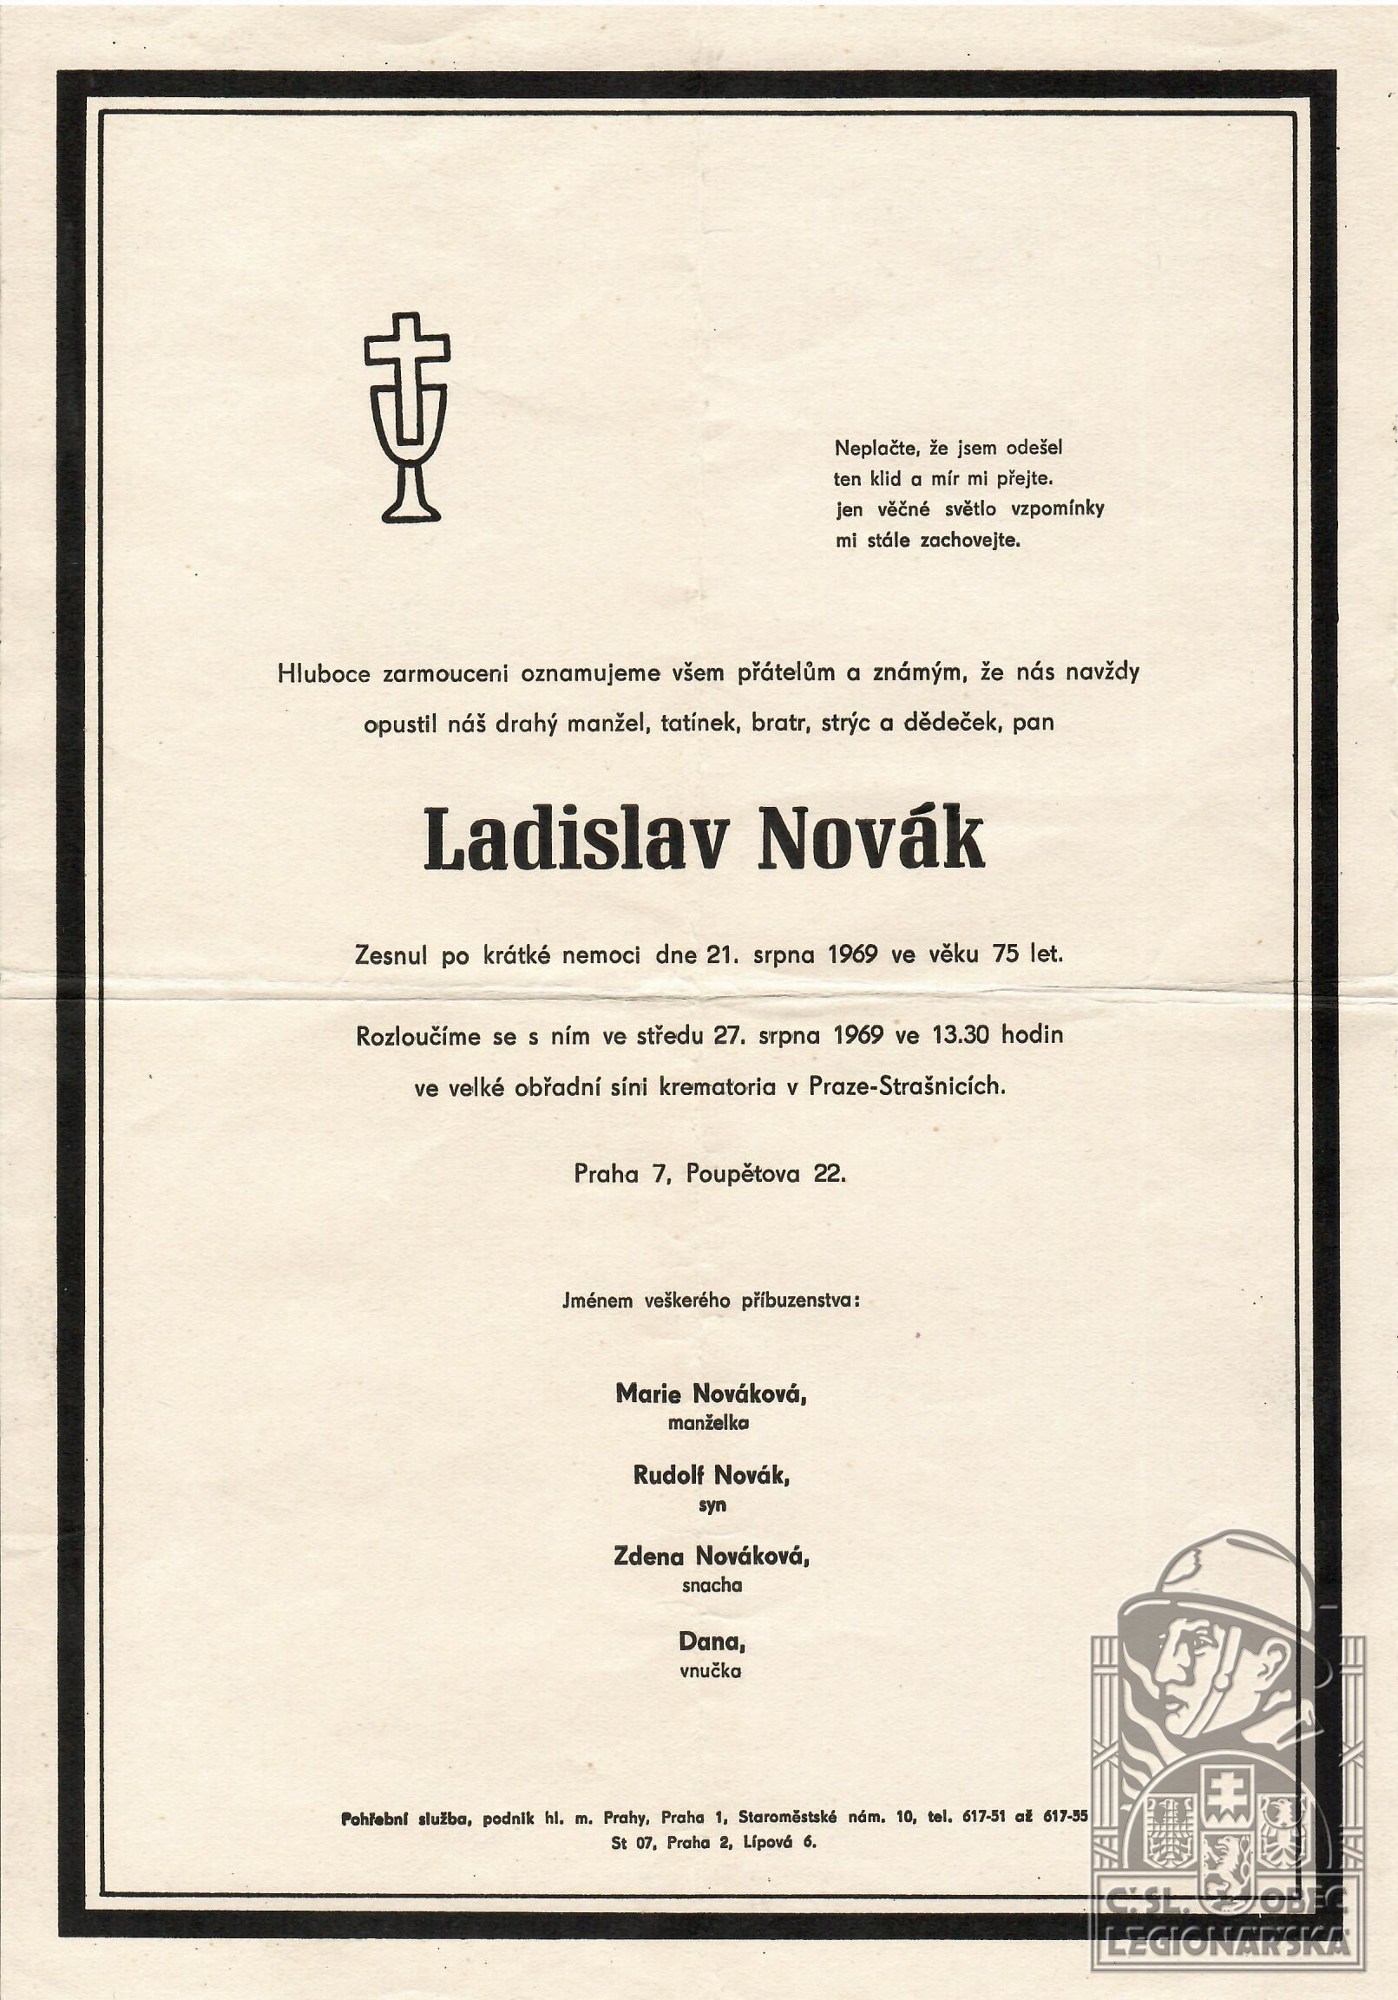 Neplačte, že jsem odešel
ten klid a mír mi přejte.
jen věčné světlo vzpomínky
mi stále zachovejte.
Hluboce zarmouceni oznamujeme všem přátelům a známým, že nás navždy
opustil náš drahý manžel, tatínek, bratr, strýc a dědeček, pan
Ladislav Novák
Zesnul po krátké nemoci dne 21. srpna 1969 ve věku 75 let.
Rozloučíme se s ním ve středu 27. srpna 1969 ve 13.30 hodin
ve velké obřadní síni krematoria v Praze-Strašnicích.
Praha 7, Poupětova 22.
Jménem veškerého příbuzenstva:
Marie Nováková,
manželka
Rudolf Novák,
syn
Zdena Nováková,
snacha
Dana,
vnučka
Pohřební služba, podnik hl. m. Prahy, Praha 1, Staroměstské nám. 10, tel. 617-51 až 617-55
St 07, Praha 2, Lípová 6.
Č. SL. OBEC
LEGIONÁŘSKÁ